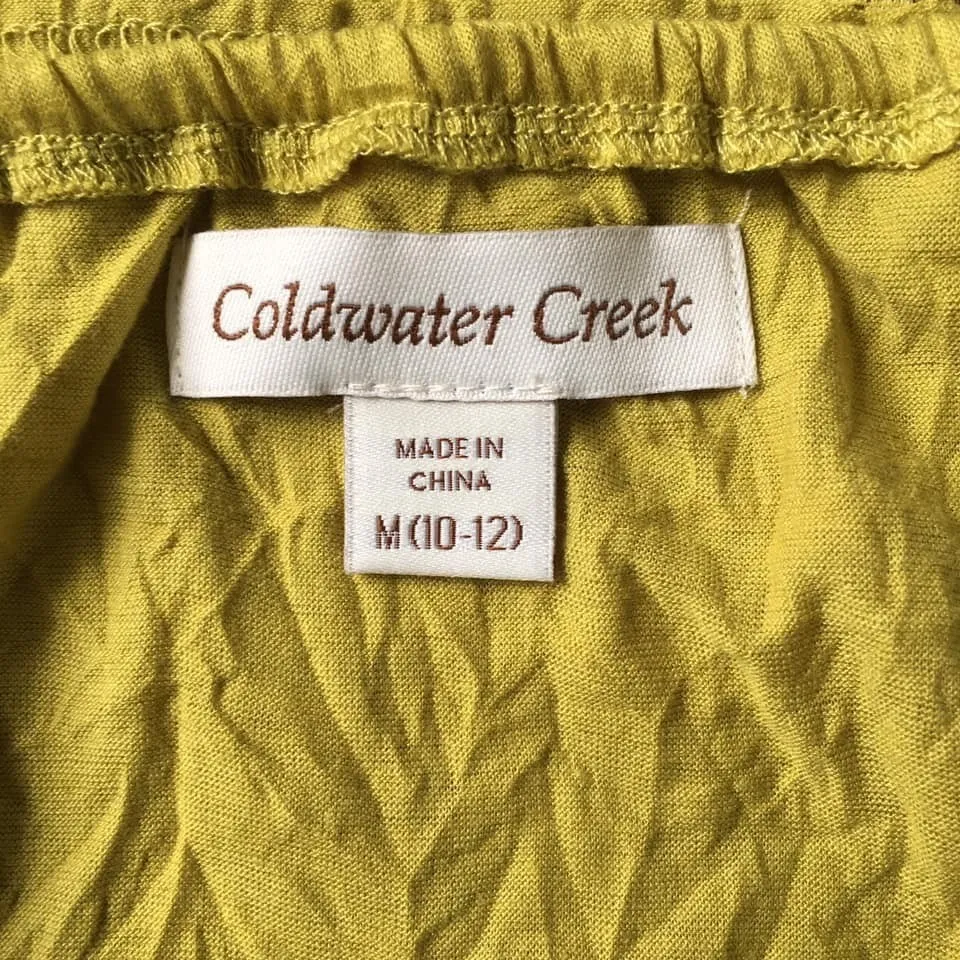 Coldwater Creek
MADE IN
CHINA
M (10-12)